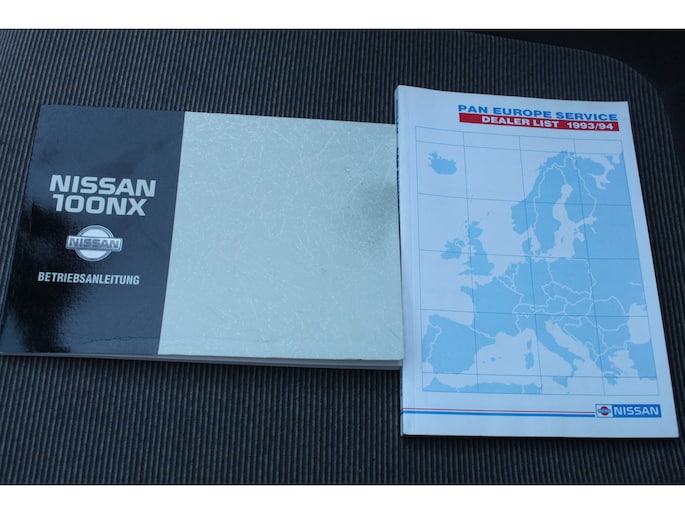 NISSAN
100NX
NISSAN
BETRIEBSANLEITUNG
PAN EUROPE SERVICE
DEALER LIST 1993/94
NISSAN